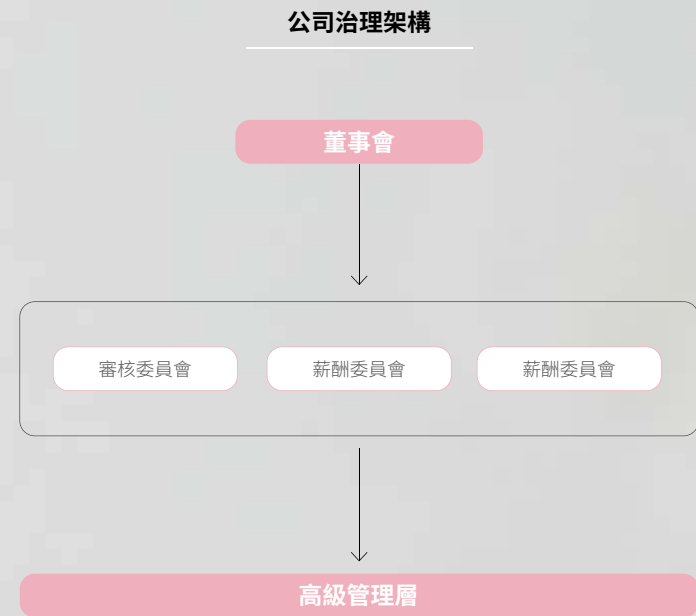 公司治理架構
董事會
審核委員會
薪酬委員會
薪酬委員會
高級管理層